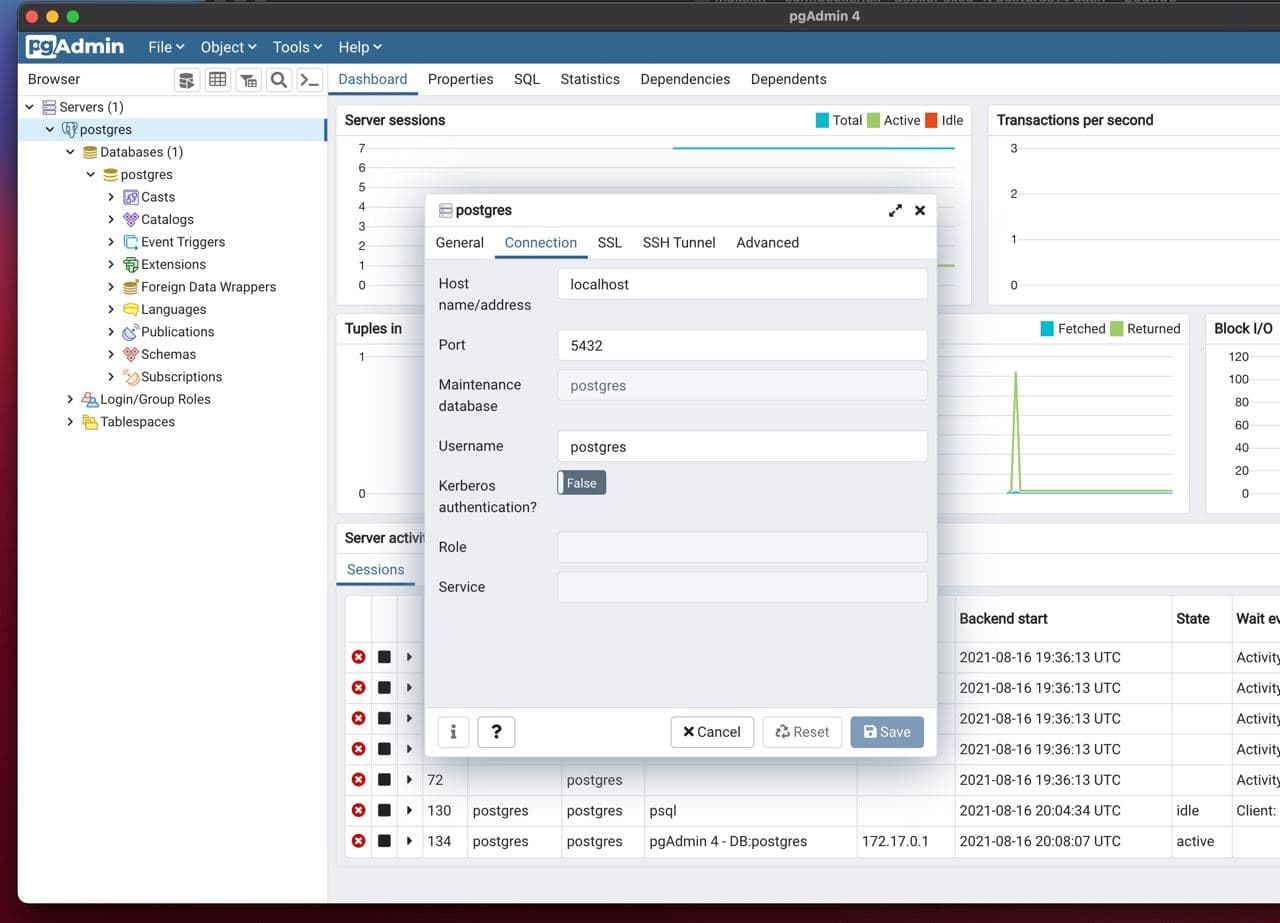 pgAdmin 4
pgAdmin File Object Tools Help
Browser
Dashboard Properties SQL Statistics Dependencies Dependents
Servers (1)
postgres
Databases (1)
postgres
Casts
Catalogs
Event Triggers
Extensions
Foreign Data Wrappers
Languages
Publications
Schemas
Subscriptions
Login/Group Roles
Tablespaces
Server sessions
Total Active Idle
7
6
5
4
3
2
1
0
Transactions per second
3
2
1
0
Tuples in
1
0
Fetched Returned
Block I/O
120
100
80
60
40
20
0
postgres
General Connection SSL SSH Tunnel Advanced
Host
name/address
localhost
Port
5432
Maintenance
database
postgres
Username
postgres
Kerberos
authentication?
False
Role
Service
i ? Cancel Reset Save
Server activi
Sessions
Backend start State Wait ev
2021-08-16 19:36:13 UTC Activity
2021-08-16 19:36:13 UTC Activity
2021-08-16 19:36:13 UTC Activity
2021-08-16 19:36:13 UTC Activity
72 postgres 2021-08-16 19:36:13 UTC Activity
130 postgres postgres psql 2021-08-16 20:04:34 UTC idle Client:
134 postgres postgres pgAdmin 4 - DB:postgres 172.17.0.1 2021-08-16 20:08:07 UTC active